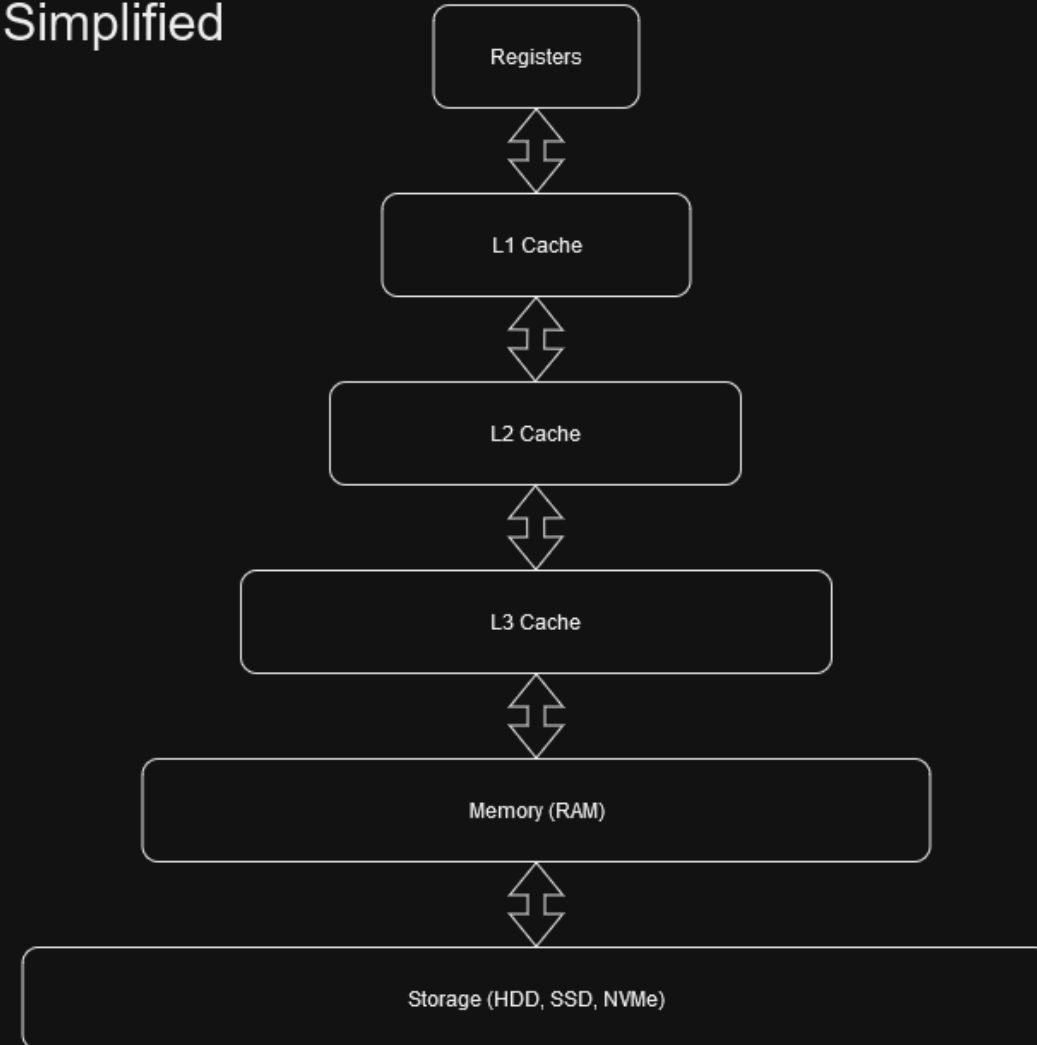 Simplified
Registers
L1 Cache
L2 Cache
L3 Cache
Memory (RAM)
Storage (HDD, SSD, NVMe)